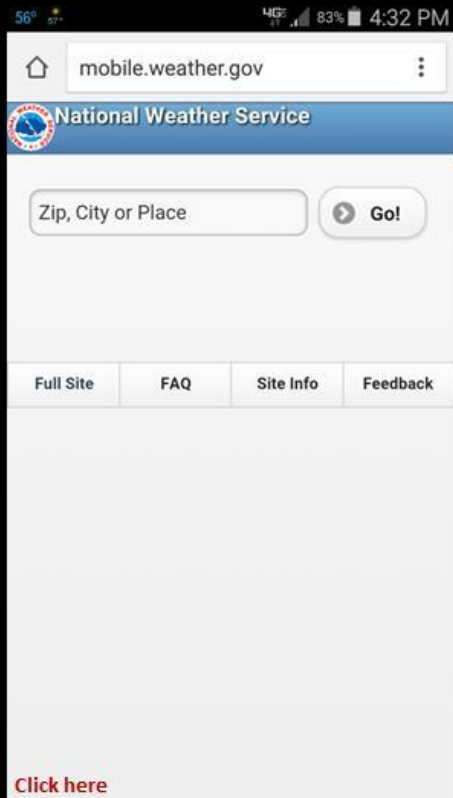 56° 57° 4G 83% 4:32 PM
mobile.weather.gov
National Weather Service
Zip, City or Place
Go!
Full Site FAQ Site Info Feedback
Click here